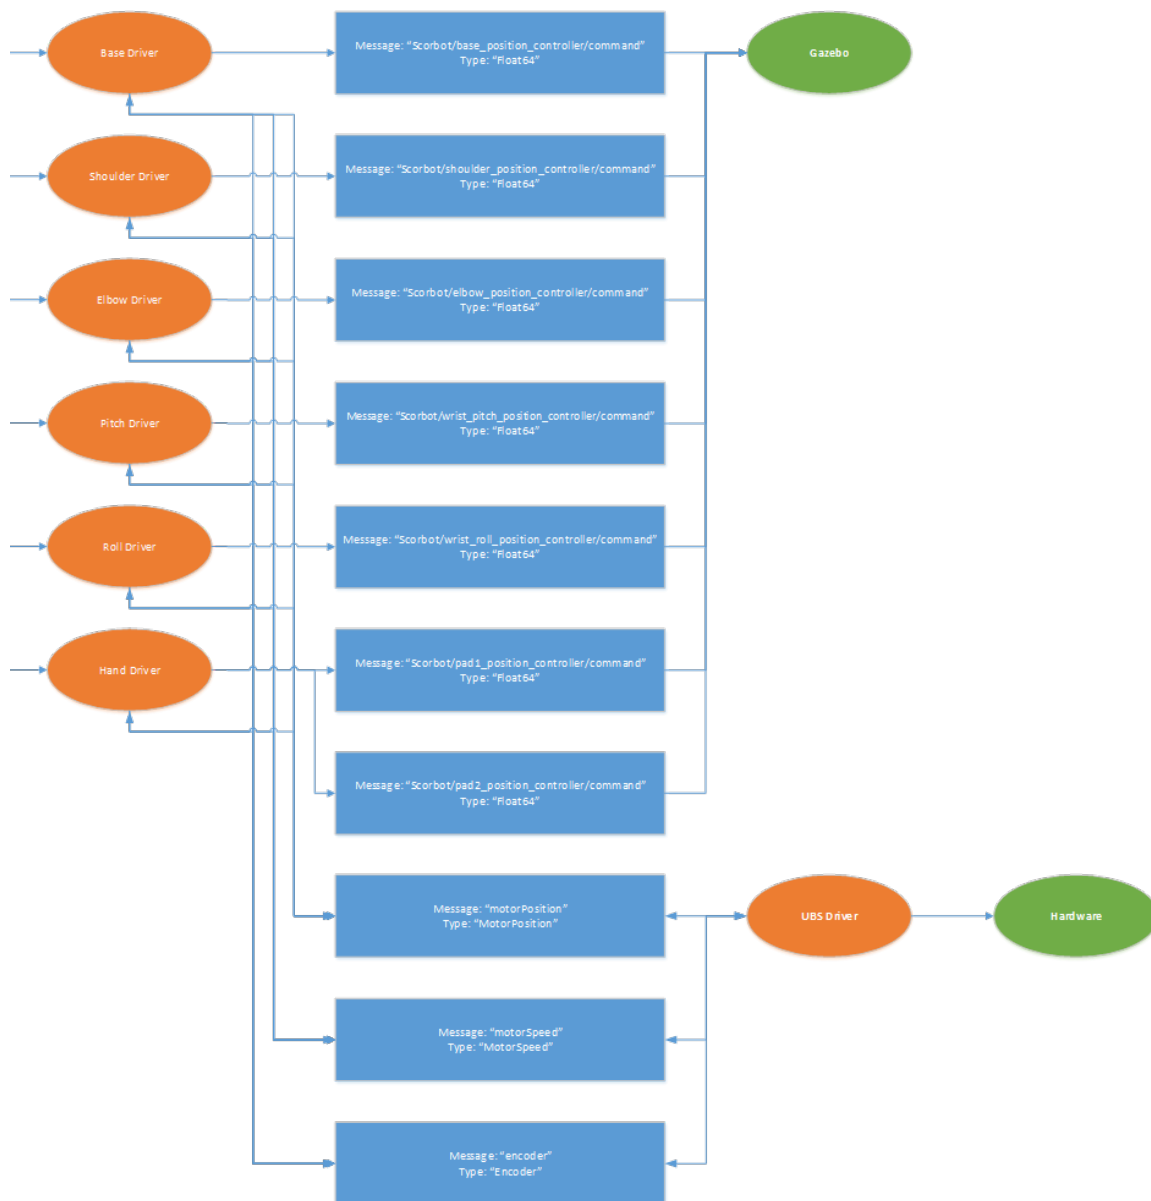 Base Driver
Message: “Scorbot/base_position_controller/command”
Type: “Float64”
Gazebo
Shoulder Driver
Message: “Scorbot/shoulder_position_controller/command”
Type: “Float64”
Elbow Driver
Message: “Scorbot/elbow_position_controller/command”
Type: “Float64”
Pitch Driver
Message: “Scorbot/wrist_pitch_position_controller/command”
Type: “Float64”
Roll Driver
Message: “Scorbot/wrist_roll_position_controller/command”
Type: “Float64”
Hand Driver
Message: “Scorbot/pad1_position_controller/command”
Type: “Float64”
Message: “Scorbot/pad2_position_controller/command”
Type: “Float64”
Message: “motorPosition”
Type: “MotorPosition”
UBS Driver
Hardware
Message: “motorSpeed”
Type: “MotorSpeed”
Message: “encoder”
Type: “Encoder”